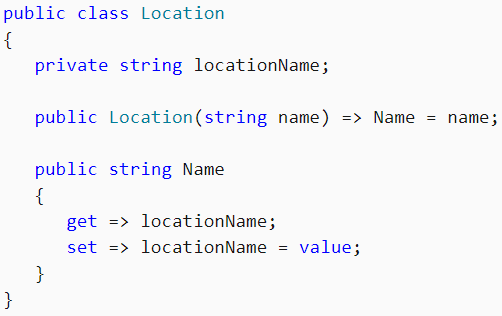 public class Location
{
   private string locationName;

   public Location(string name) => Name = name;

   public string Name
   {
      get => locationName;
      set => locationName = value;
   }
}